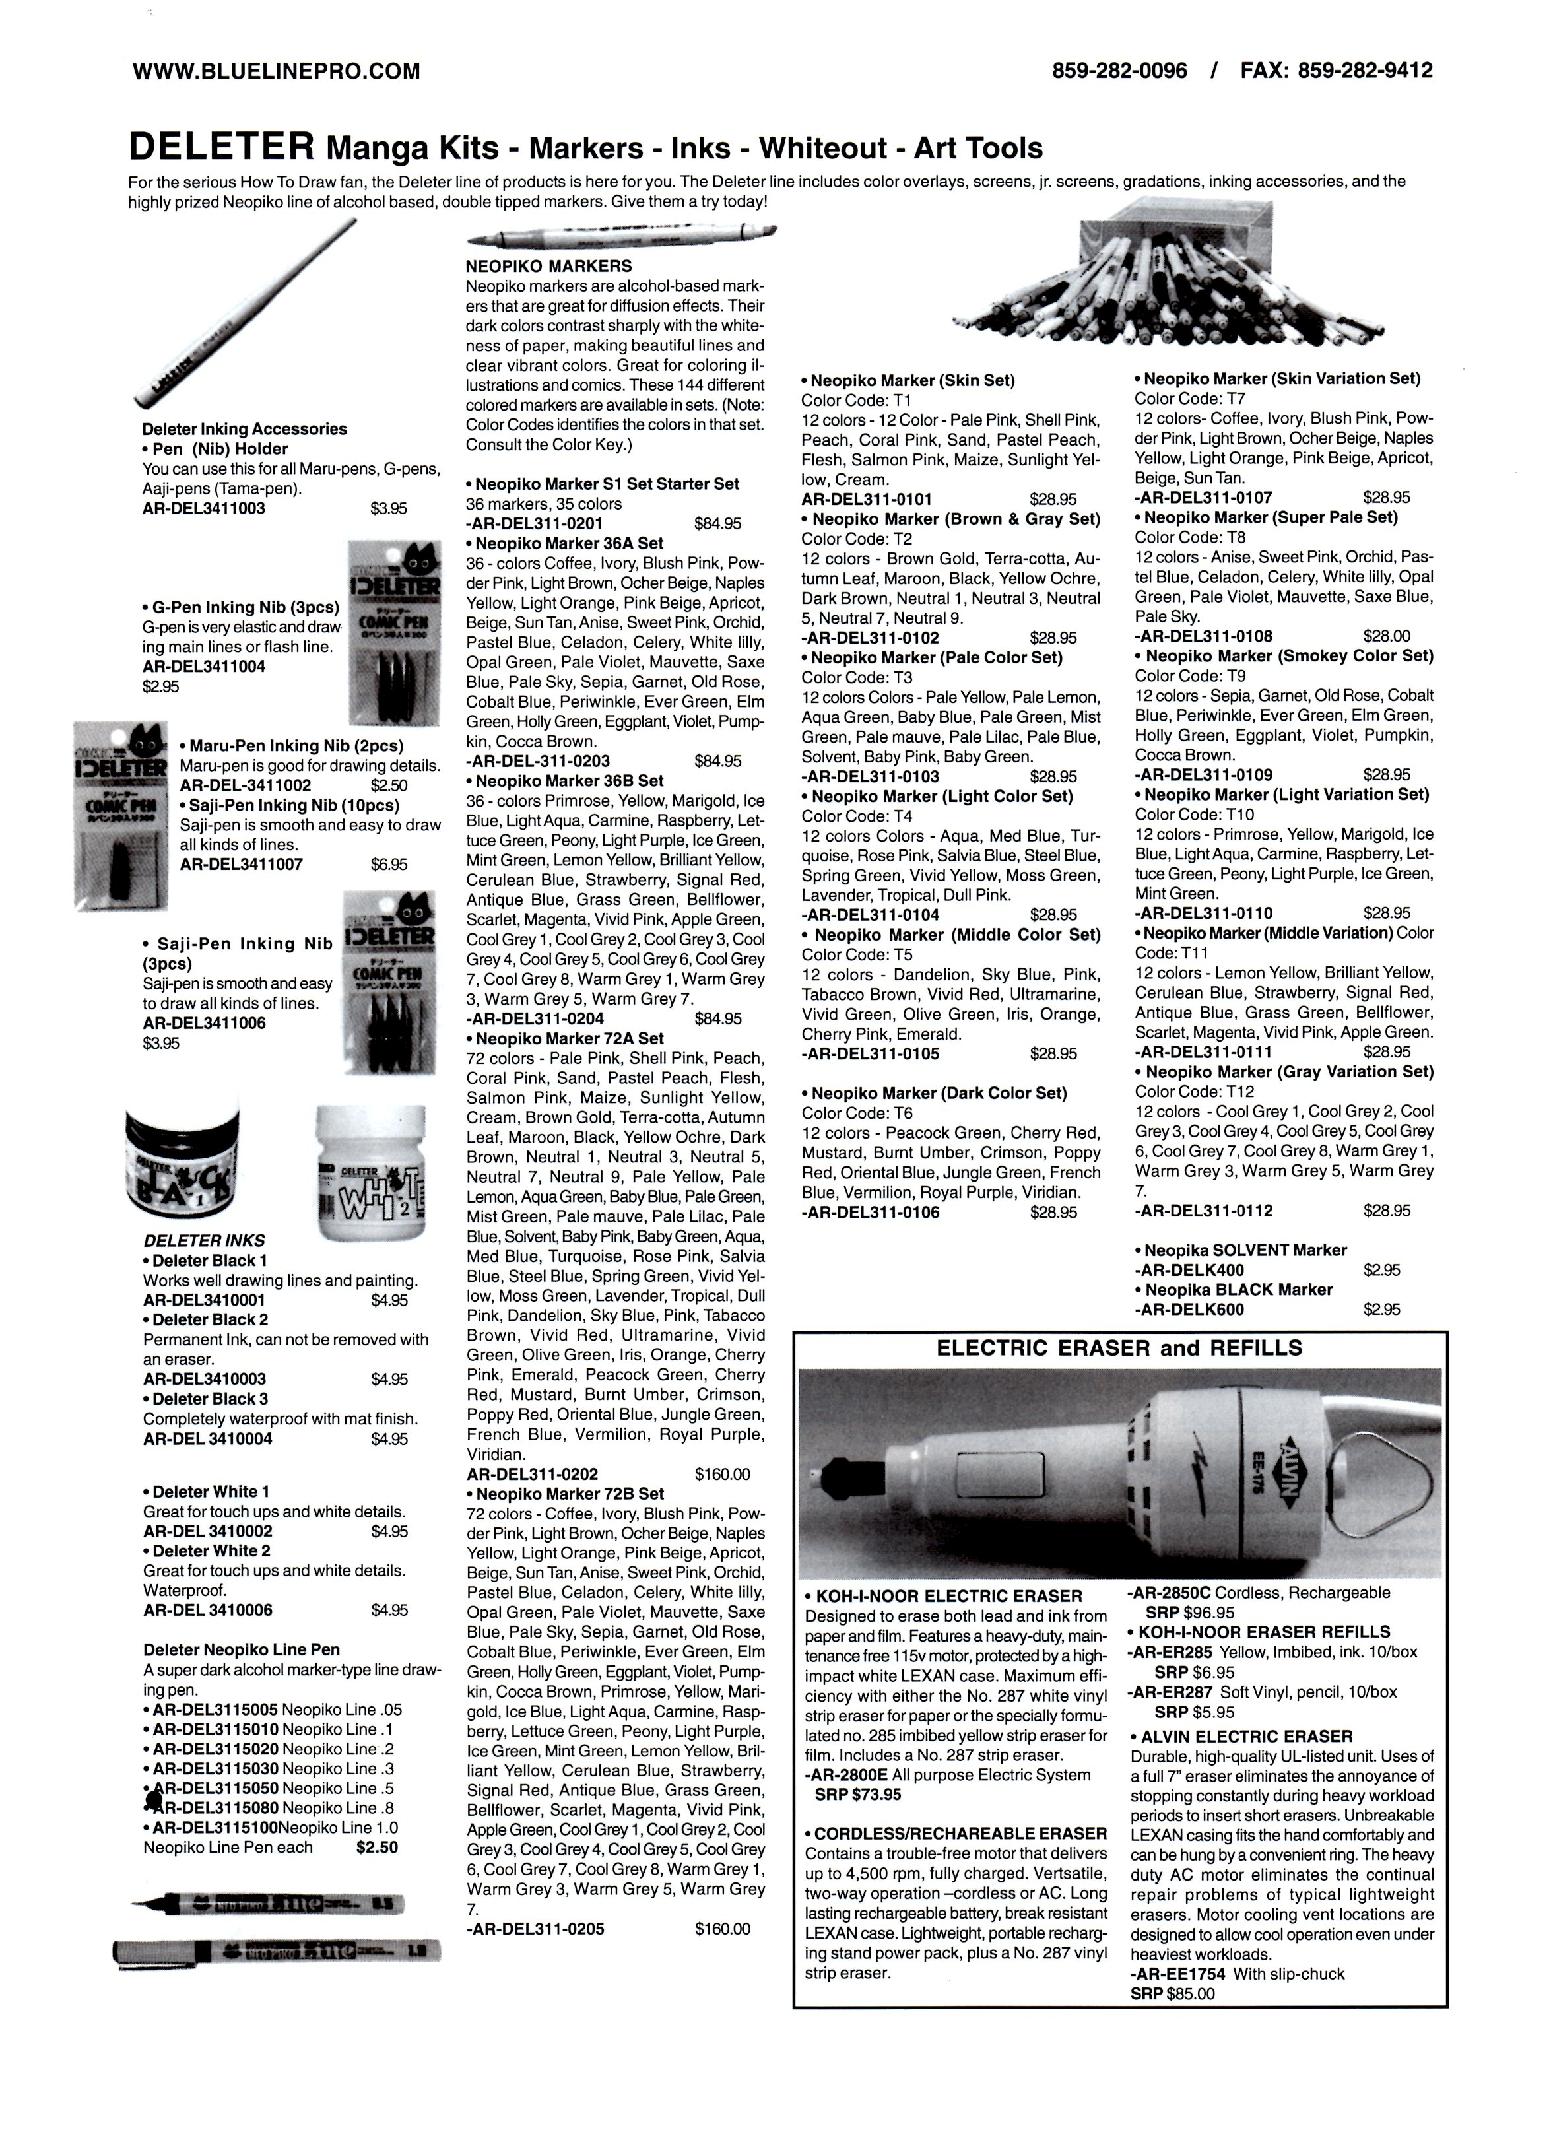 WWW.BLUELINEPRO.COM
859-282-0096 / FAX: 859-282-9412
DELETER Manga Kits - Markers - Inks - Whiteout - Art Tools
For the serious How To Draw fan, the Deleter line of products is here for you. The Deleter line includes color overlays, screens, jr. screens, gradations, inking accessories, and the
highly prized Neopiko line of alcohol based, double tipped markers. Give them a try today!
Deleter Inking Accessories
• Pen (Nib) Holder
You can use this for all Maru-pens, G-pens,
Aaji-pens (Tama-pen).
AR-DEL3411003 $3.95
• G-Pen Inking Nib (3pcs)
G-pen is very elastic and draw-
ing main lines or flash line.
AR-DEL3411004
$2.95
DELETER
COMIC PEN
• Maru-Pen Inking Nib (2pcs)
Maru-pen is good for drawing details.
AR-DEL-3411002 $2.50
• Saji-Pen Inking Nib (10pcs)
Saji-pen is smooth and easy to draw
all kinds of lines.
AR-DEL3411007 $6.95
DELETER
COMIC PEN
• Saji-Pen Inking Nib
(3pcs)
Saji-pen is smooth and easy
to draw all kinds of lines.
AR-DEL3411006
$3.95
DELETER
COMIC PEN
DELETER
BLACK 1
DELETER
WHITE 2
DELETER INKS
• Deleter Black 1
Works well drawing lines and painting.
AR-DEL3410001 $4.95
• Deleter Black 2
Permanent Ink, can not be removed with
an eraser.
AR-DEL3410003 $4.95
• Deleter Black 3
Completely waterproof with mat finish.
AR-DEL 3410004 $4.95
• Deleter White 1
Great for touch ups and white details.
AR-DEL 3410002 $4.95
• Deleter White 2
Great for touch ups and white details.
Waterproof.
AR-DEL 3410006 $4.95
Deleter Neopiko Line Pen
A super dark alcohol marker-type line draw-
ing pen.
• AR-DEL3115005 Neopiko Line .05
• AR-DEL3115010 Neopiko Line .1
• AR-DEL3115020 Neopiko Line .2
• AR-DEL3115030 Neopiko Line .3
• AR-DEL3115050 Neopiko Line .5
• AR-DEL3115080 Neopiko Line .8
• AR-DEL3115100Neopiko Line 1.0
Neopiko Line Pen each $2.50
Line
Line
NEOPIKO MARKERS
Neopiko markers are alcohol-based mark-
ers that are great for diffusion effects. Their
dark colors contrast sharply with the white-
ness of paper, making beautiful lines and
clear vibrant colors. Great for coloring il-
lustrations and comics. These 144 different
colored markers are available in sets. (Note:
Color Codes identifies the colors in that set.
Consult the Color Key.)
• Neopiko Marker S1 Set Starter Set
36 markers, 35 colors
-AR-DEL311-0201 $84.95
• Neopiko Marker 36A Set
36 - colors Coffee, Ivory, Blush Pink, Pow-
der Pink, Light Brown, Ocher Beige, Naples
Yellow, Light Orange, Pink Beige, Apricot,
Beige, Sun Tan, Anise, Sweet Pink, Orchid,
Pastel Blue, Celadon, Celery, White lilly,
Opal Green, Pale Violet, Mauvette, Saxe
Blue, Pale Sky, Sepia, Garnet, Old Rose,
Cobalt Blue, Periwinkle, Ever Green, Elm
Green, Holly Green, Eggplant, Violet, Pump-
kin, Cocca Brown.
-AR-DEL-311-0203 $84.95
• Neopiko Marker 36B Set
36 - colors Primrose, Yellow, Marigold, Ice
Blue, Light Aqua, Carmine, Raspberry, Let-
tuce Green, Peony, Light Purple, Ice Green,
Mint Green, Lemon Yellow, Brilliant Yellow,
Cerulean Blue, Strawberry, Signal Red,
Antique Blue, Grass Green, Bellflower,
Scarlet, Magenta, Vivid Pink, Apple Green,
Cool Grey 1, Cool Grey 2, Cool Grey 3, Cool
Grey 4, Cool Grey 5, Cool Grey 6, Cool Grey
7, Cool Grey 8, Warm Grey 1, Warm Grey
3, Warm Grey 5, Warm Grey 7.
-AR-DEL311-0204 $84.95
• Neopiko Marker 72A Set
72 colors - Pale Pink, Shell Pink, Peach,
Coral Pink, Sand, Pastel Peach, Flesh,
Salmon Pink, Maize, Sunlight Yellow,
Cream, Brown Gold, Terra-cotta, Autumn
Leaf, Maroon, Black, Yellow Ochre, Dark
Brown, Neutral 1, Neutral 3, Neutral 5,
Neutral 7, Neutral 9, Pale Yellow, Pale
Lemon, Aqua Green, Baby Blue, Pale Green,
Mist Green, Pale mauve, Pale Lilac, Pale
Blue, Solvent, Baby Pink, Baby Green, Aqua,
Med Blue, Turquoise, Rose Pink, Salvia
Blue, Steel Blue, Spring Green, Vivid Yel-
low, Moss Green, Lavender, Tropical, Dull
Pink, Dandelion, Sky Blue, Pink, Tabacco
Brown, Vivid Red, Ultramarine, Vivid
Green, Olive Green, Iris, Orange, Cherry
Pink, Emerald, Peacock Green, Cherry
Red, Mustard, Burnt Umber, Crimson,
Poppy Red, Oriental Blue, Jungle Green,
French Blue, Vermilion, Royal Purple,
Viridian.
AR-DEL311-0202 $160.00
• Neopiko Marker 72B Set
72 colors - Coffee, Ivory, Blush Pink, Pow-
der Pink, Light Brown, Ocher Beige, Naples
Yellow, Light Orange, Pink Beige, Apricot,
Beige, Sun Tan, Anise, Sweet Pink, Orchid,
Pastel Blue, Celadon, Celery, White lilly,
Opal Green, Pale Violet, Mauvette, Saxe
Blue, Pale Sky, Sepia, Garnet, Old Rose,
Cobalt Blue, Periwinkle, Ever Green, Elm
Green, Holly Green, Eggplant, Violet, Pump-
kin, Cocca Brown, Primrose, Yellow, Mari-
gold, Ice Blue, Light Aqua, Carmine, Rasp-
berry, Lettuce Green, Peony, Light Purple,
Ice Green, Mint Green, Lemon Yellow, Bril-
liant Yellow, Cerulean Blue, Strawberry,
Signal Red, Antique Blue, Grass Green,
Bellflower, Scarlet, Magenta, Vivid Pink,
Apple Green, Cool Grey 1, Cool Grey 2, Cool
Grey 3, Cool Grey 4, Cool Grey 5, Cool Grey
6, Cool Grey 7, Cool Grey 8, Warm Grey 1,
Warm Grey 3, Warm Grey 5, Warm Grey
7.
-AR-DEL311-0205 $160.00
• Neopiko Marker (Skin Set)
Color Code: T1
12 colors - 12 Color - Pale Pink, Shell Pink,
Peach, Coral Pink, Sand, Pastel Peach,
Flesh, Salmon Pink, Maize, Sunlight Yel-
low, Cream.
AR-DEL311-0101 $28.95
• Neopiko Marker (Brown & Gray Set)
Color Code: T2
12 colors - Brown Gold, Terra-cotta, Au-
tumn Leaf, Maroon, Black, Yellow Ochre,
Dark Brown, Neutral 1, Neutral 3, Neutral
5, Neutral 7, Neutral 9.
-AR-DEL311-0102 $28.95
• Neopiko Marker (Pale Color Set)
Color Code: T3
12 colors Colors - Pale Yellow, Pale Lemon,
Aqua Green, Baby Blue, Pale Green, Mist
Green, Pale mauve, Pale Lilac, Pale Blue,
Solvent, Baby Pink, Baby Green.
-AR-DEL311-0103 $28.95
• Neopiko Marker (Light Color Set)
Color Code: T4
12 colors Colors - Aqua, Med Blue, Tur-
quoise, Rose Pink, Salvia Blue, Steel Blue,
Spring Green, Vivid Yellow, Moss Green,
Lavender, Tropical, Dull Pink.
-AR-DEL311-0104 $28.95
• Neopiko Marker (Middle Color Set)
Color Code: T5
12 colors - Dandelion, Sky Blue, Pink,
Tabacco Brown, Vivid Red, Ultramarine,
Vivid Green, Olive Green, Iris, Orange,
Cherry Pink, Emerald.
-AR-DEL311-0105 $28.95
• Neopiko Marker (Dark Color Set)
Color Code: T6
12 colors - Peacock Green, Cherry Red,
Mustard, Burnt Umber, Crimson, Poppy
Red, Oriental Blue, Jungle Green, French
Blue, Vermilion, Royal Purple, Viridian.
-AR-DEL311-0106 $28.95
• Neopiko Marker (Skin Variation Set)
Color Code: T7
12 colors- Coffee, Ivory, Blush Pink, Pow-
der Pink, Light Brown, Ocher Beige, Naples
Yellow, Light Orange, Pink Beige, Apricot,
Beige, Sun Tan.
-AR-DEL311-0107 $28.95
• Neopiko Marker (Super Pale Set)
Color Code: T8
12 colors - Anise, Sweet Pink, Orchid, Pas-
tel Blue, Celadon, Celery, White lilly, Opal
Green, Pale Violet, Mauvette, Saxe Blue,
Pale Sky.
-AR-DEL311-0108 $28.00
• Neopiko Marker (Smokey Color Set)
Color Code: T9
12 colors - Sepia, Garnet, Old Rose, Cobalt
Blue, Periwinkle, Ever Green, Elm Green,
Holly Green, Eggplant, Violet, Pumpkin,
Cocca Brown.
-AR-DEL311-0109 $28.95
• Neopiko Marker (Light Variation Set)
Color Code: T10
12 colors - Primrose, Yellow, Marigold, Ice
Blue, Light Aqua, Carmine, Raspberry, Let-
tuce Green, Peony, Light Purple, Ice Green,
Mint Green.
-AR-DEL311-0110 $28.95
• Neopiko Marker (Middle Variation) Color
Code: T11
12 colors - Lemon Yellow, Brilliant Yellow,
Cerulean Blue, Strawberry, Signal Red,
Antique Blue, Grass Green, Bellflower,
Scarlet, Magenta, Vivid Pink, Apple Green.
-AR-DEL311-0111 $28.95
• Neopiko Marker (Gray Variation Set)
Color Code: T12
12 colors - Cool Grey 1, Cool Grey 2, Cool
Grey 3, Cool Grey 4, Cool Grey 5, Cool Grey
6, Cool Grey 7, Cool Grey 8, Warm Grey 1,
Warm Grey 3, Warm Grey 5, Warm Grey
7.
-AR-DEL311-0112 $28.95
• Neopika SOLVENT Marker
-AR-DELK400 $2.95
• Neopika BLACK Marker
-AR-DELK600 $2.95
ELECTRIC ERASER and REFILLS
ALVIN
EE-175
• KOH-I-NOOR ELECTRIC ERASER
Designed to erase both lead and ink from
paper and film. Features a heavy-duty, main-
tenance free 115v motor, protected by a high-
impact white LEXAN case. Maximum effi-
ciency with either the No. 287 white vinyl
strip eraser for paper or the specially formu-
lated no. 285 imbibed yellow strip eraser for
film. Includes a No. 287 strip eraser.
-AR-2800E All purpose Electric System
SRP $73.95
• CORDLESS/RECHAREABLE ERASER
Contains a trouble-free motor that delivers
up to 4,500 rpm, fully charged. Vertsatile,
two-way operation –cordless or AC. Long
lasting rechargeable battery, break resistant
LEXAN case. Lightweight, portable recharg-
ing stand power pack, plus a No. 287 vinyl
strip eraser.
-AR-2850C Cordless, Rechargeable
SRP $96.95
• KOH-I-NOOR ERASER REFILLS
-AR-ER285 Yellow, Imbibed, ink. 10/box
SRP $6.95
-AR-ER287 Soft Vinyl, pencil, 10/box
SRP $5.95
• ALVIN ELECTRIC ERASER
Durable, high-quality UL-listed unit. Uses of
a full 7" eraser eliminates the annoyance of
stopping constantly during heavy workload
periods to insert short erasers. Unbreakable
LEXAN casing fits the hand comfortably and
can be hung by a convenient ring. The heavy
duty AC motor eliminates the continual
repair problems of typical lightweight
erasers. Motor cooling vent locations are
designed to allow cool operation even under
heaviest workloads.
-AR-EE1754 With slip-chuck
SRP $85.00